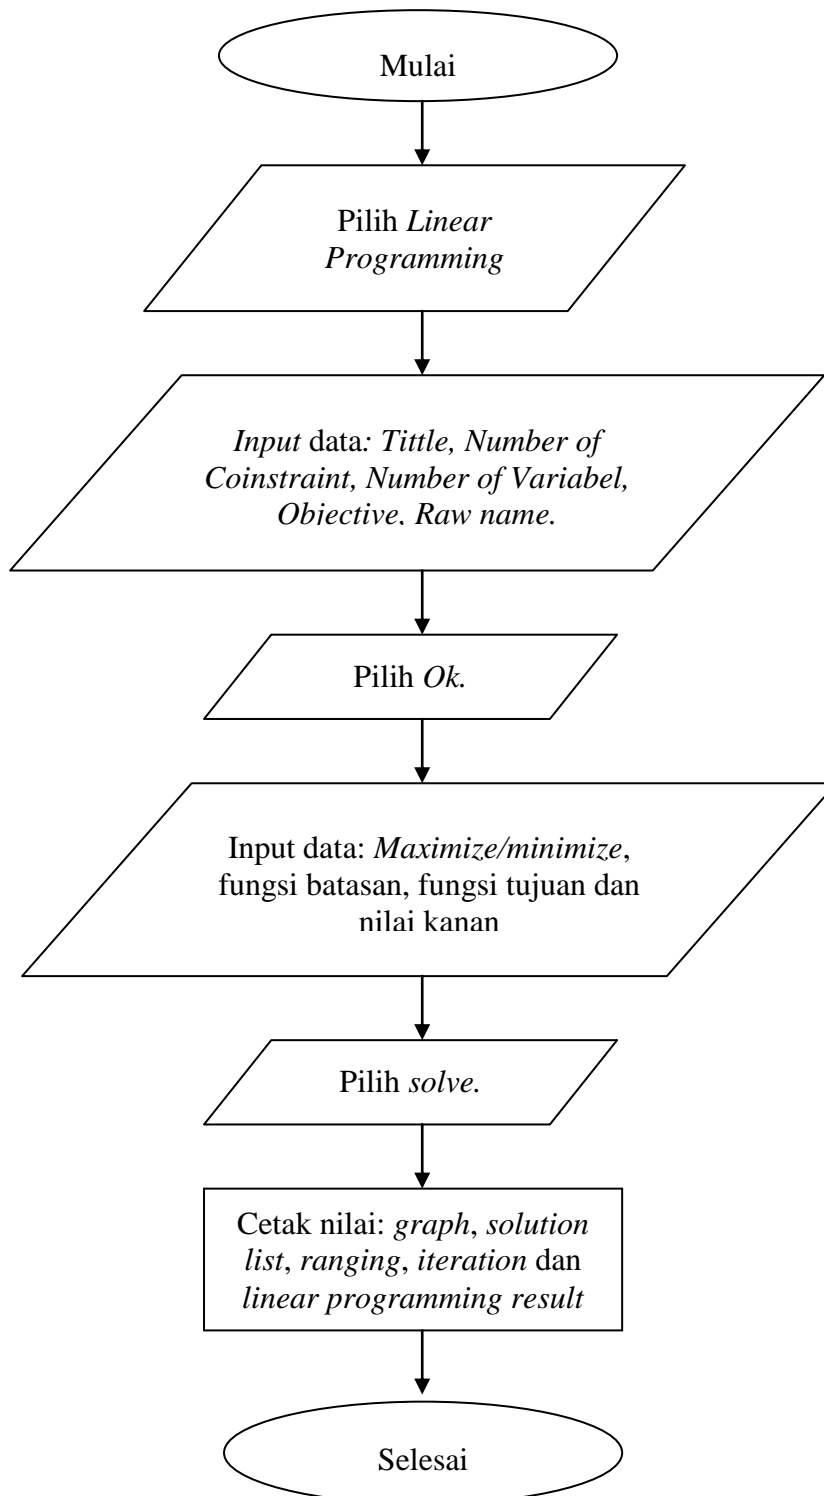 Mulai
Pilih Linear
Programming
Input data: Tittle, Number of
Coinstraint, Number of Variabel,
Objective, Raw name.
Pilih Ok.
Input data: Maximize/minimize,
fungsi batasan, fungsi tujuan dan
nilai kanan
Pilih solve.
Cetak nilai: graph, solution
list, ranging, iteration dan
linear programming result
Selesai